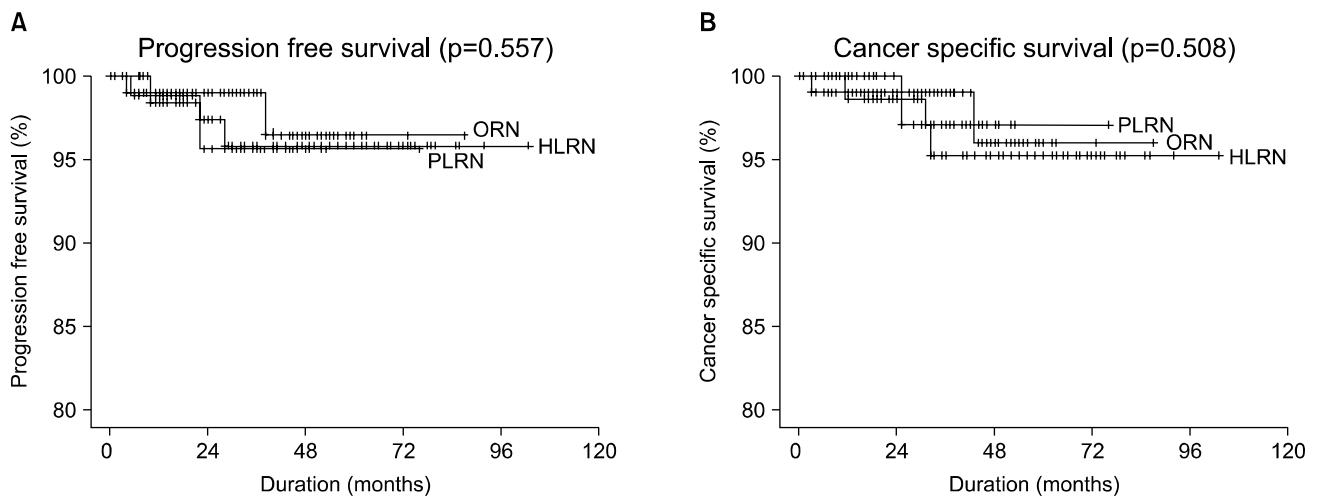 A
Progression free survival (p=0.557)
Progression free survival (%)
100
95
90
85
80
ORN
HLRN
PLRN
0 24 48 72 96 120
Duration (months)
B
Cancer specific survival (p=0.508)
Cancer specific survival (%)
100
95
90
85
80
PLRN
ORN
HLRN
0 24 48 72 96 120
Duration (months)